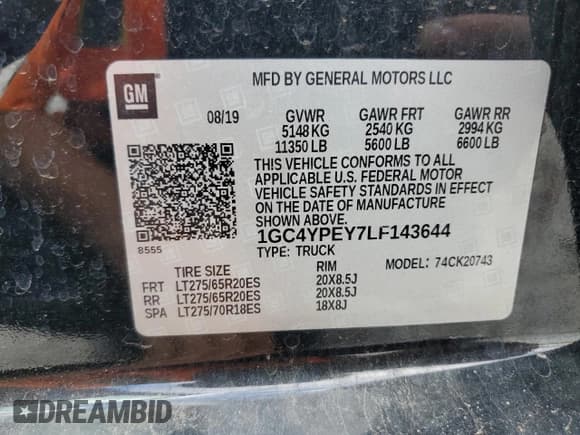 GM
MFD BY GENERAL MOTORS LLC
08/19 GVWR GAWR FRT GAWR RR
5148 KG 2540 KG 2994 KG
11350 LB 5600 LB 6600 LB
THIS VEHICLE CONFORMS TO ALL
APPLICABLE U.S. FEDERAL MOTOR
VEHICLE SAFETY STANDARDS IN EFFECT
ON THE DATE OF MANUFACTURE
SHOWN ABOVE.
8555 1GC4YPEY7LF143644
TYPE: TRUCK MODEL: 74CK20743
TIRE SIZE RIM
FRT LT275/65R20ES 20X8.5J
RR LT275/65R20ES 20X8.5J
SPA LT275/70R18ES 18X8J
DREAMBID